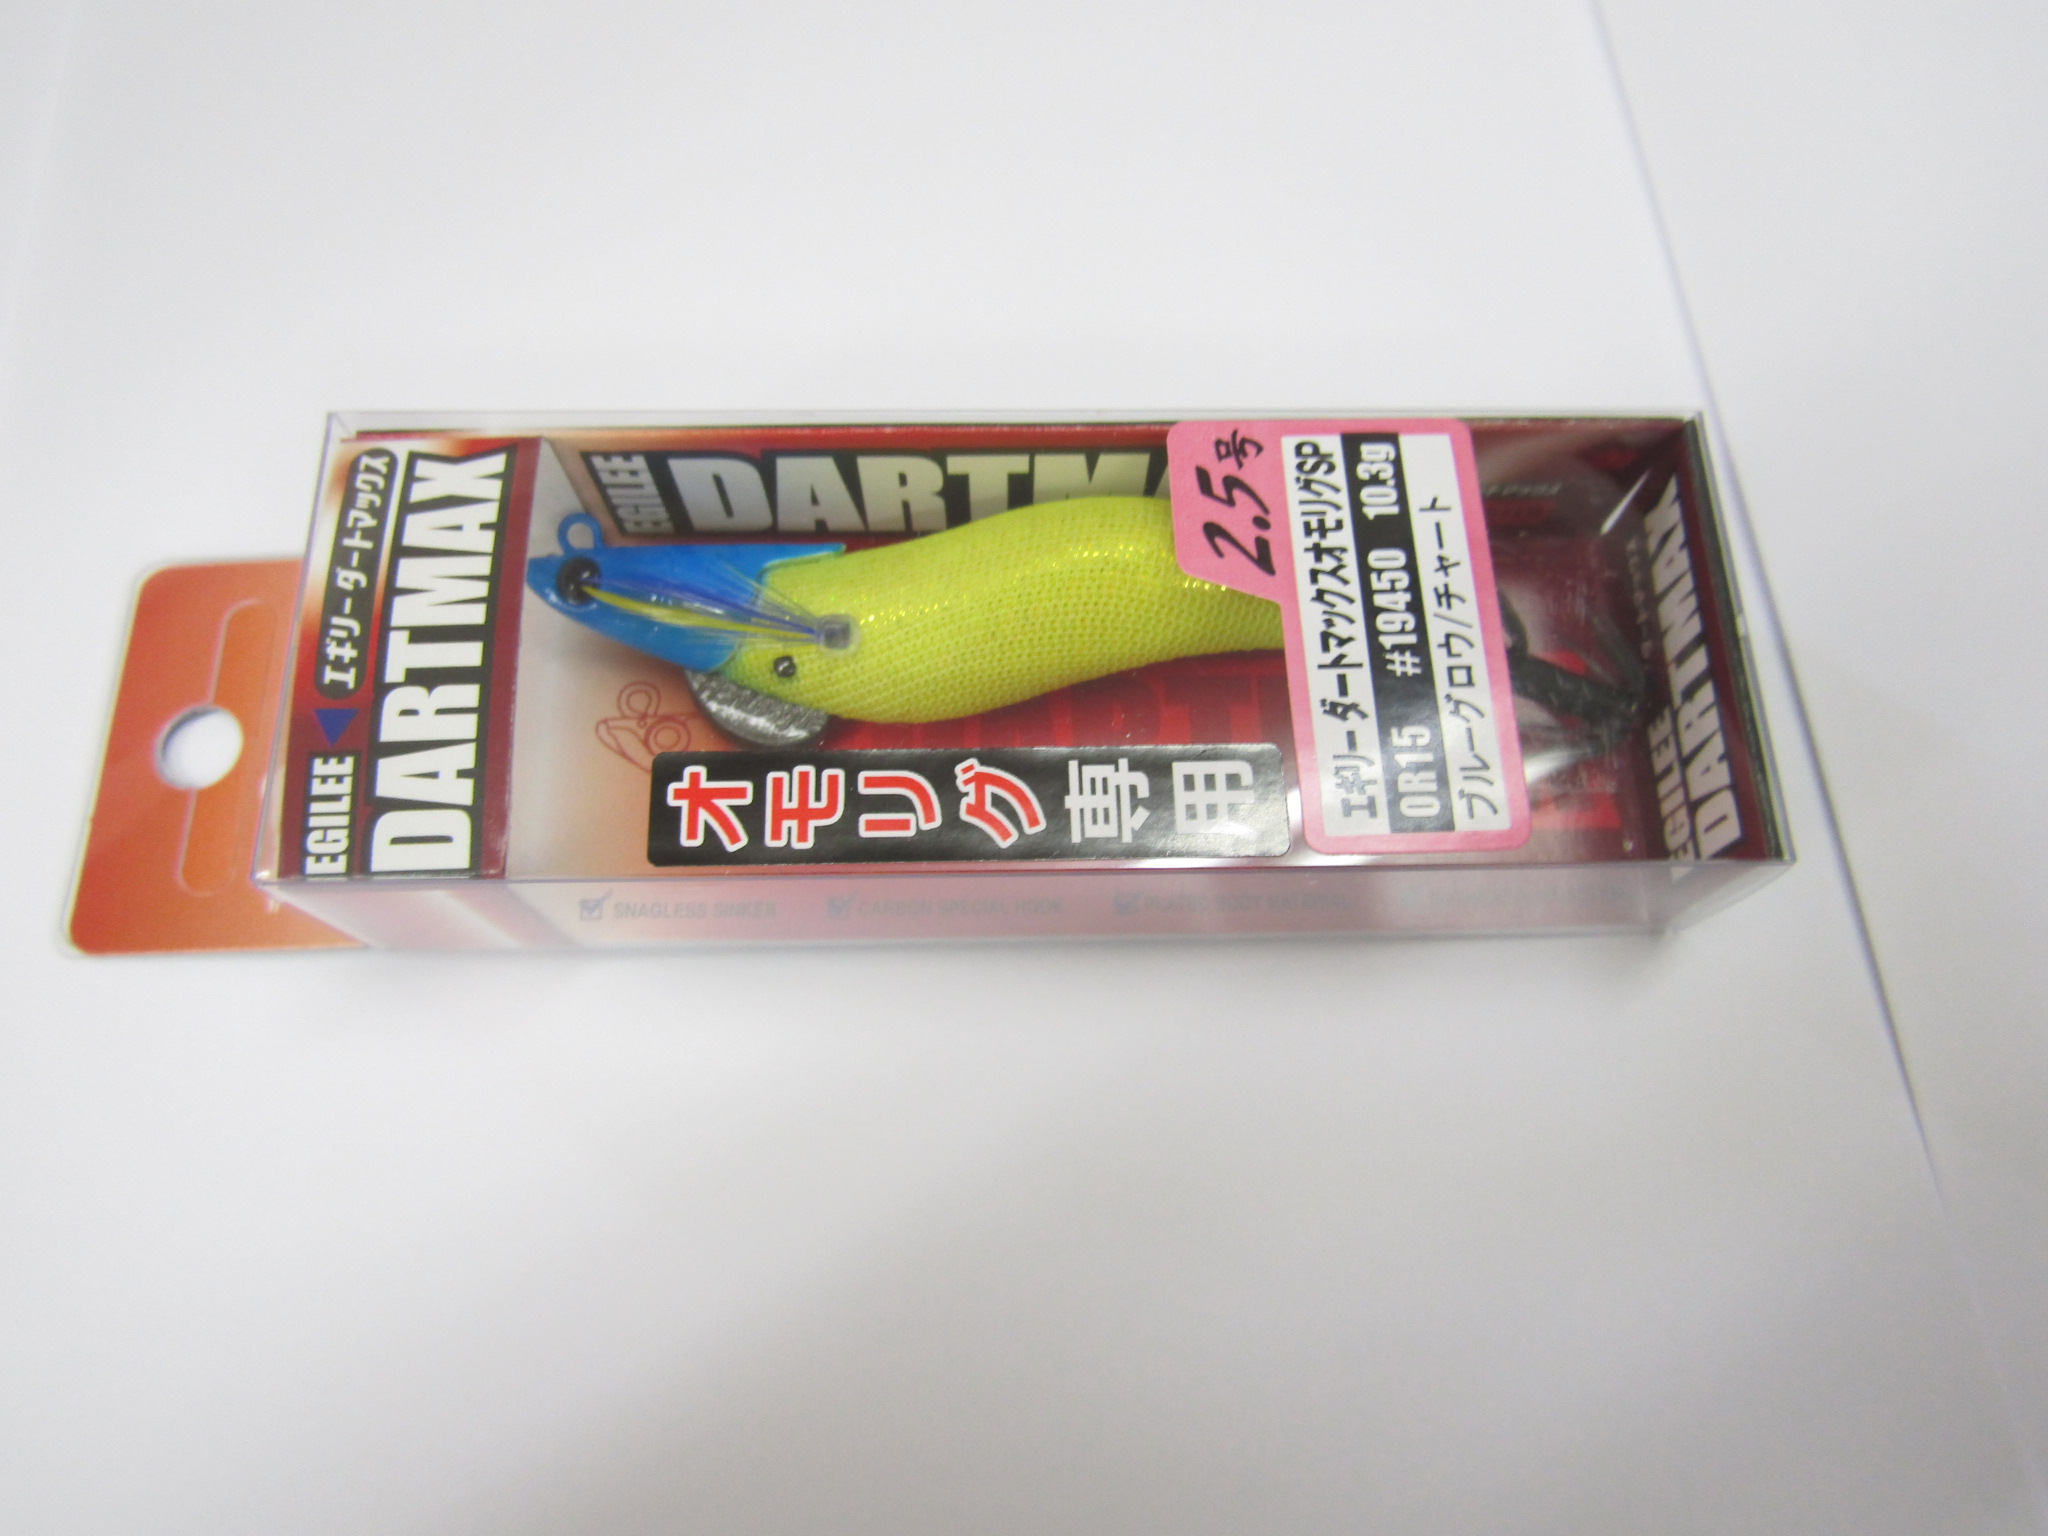 EGILEE エギリーダートマックス
DARTMAX
EGILEE
DARTM
オモリグ専用
2.5号
エギリーダートマックスオモリグSP
OR15 #19450 10.3g
ブルーグロウ/チャート
EGILEE
DARTMAX
SNAGLESS SINKER
CARBON SPECIAL HOOK